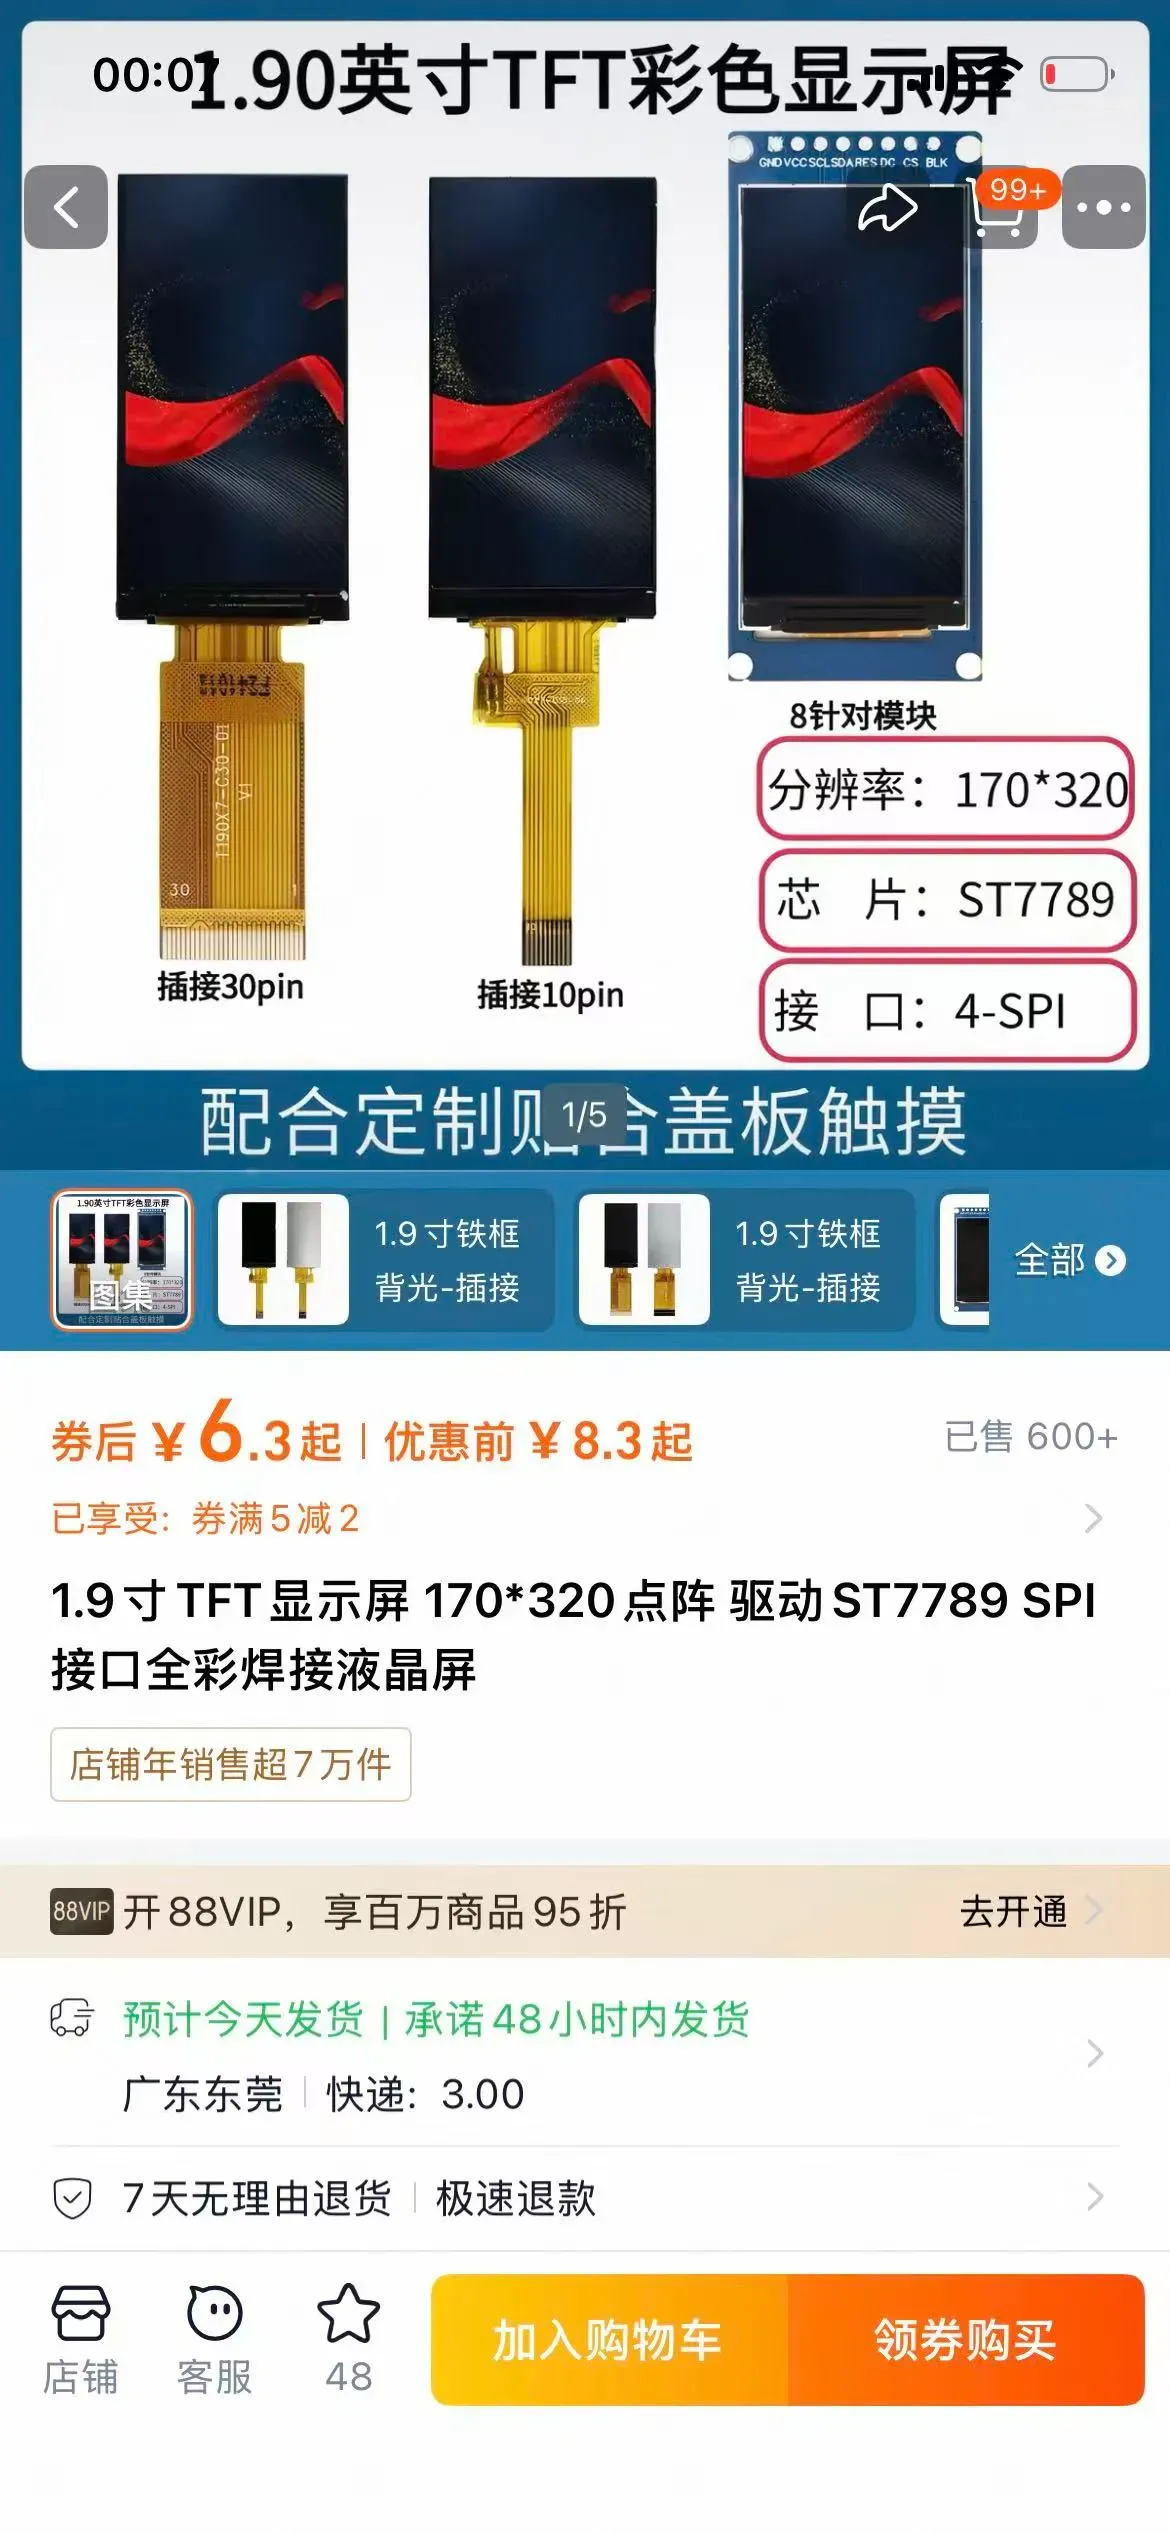 1.90英寸TFT彩色显示屏
00:07
99+
GND VCC SCL SDA RES DC CS BLK
T190X7-C30-01
V1
30
1
8针对模块
分辨率：170*320
芯 片：ST7789
接 口：4-SPI
插接30pin
插接10pin
配合定制贴合盖板触摸
1/5
图集
1.9寸铁框
背光-插接
1.9寸铁框
背光-插接
全部
券后 ¥6.3起 | 优惠前 ¥8.3起
已售 600+
已享受：券满5减2
1.9寸TFT显示屏 170*320点阵 驱动ST7789 SPI
接口全彩焊接液晶屏
店铺年销售超7万件
88VIP 开88VIP，享百万商品95折
去开通
预计今天发货 | 承诺48小时内发货
广东东莞 | 快递：3.00
7天无理由退货 | 极速退款
店铺
客服
48
加入购物车
领券购买